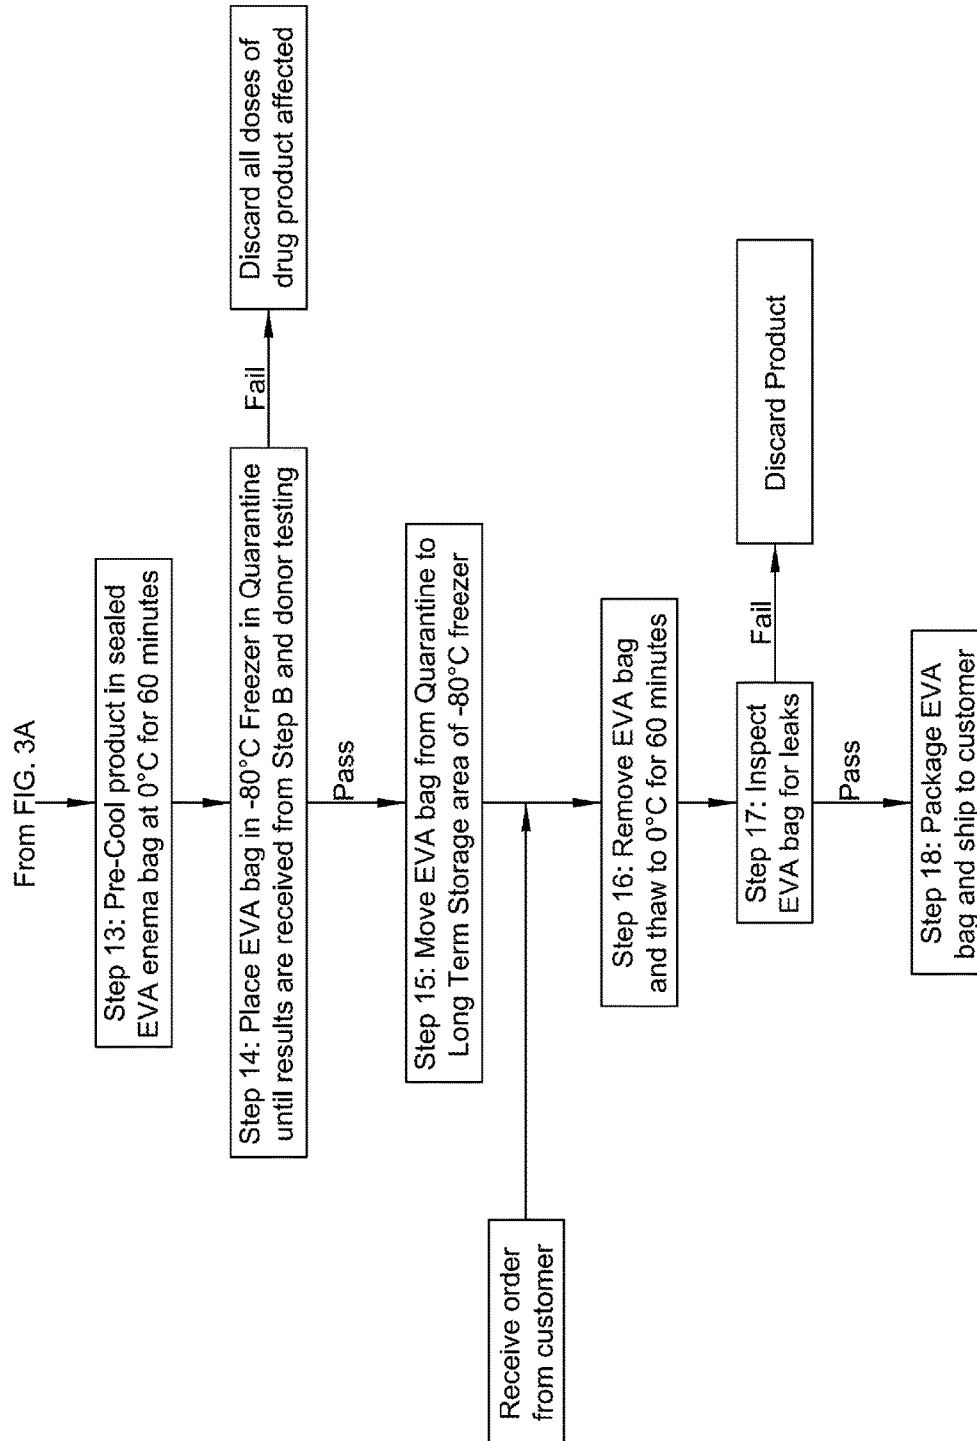 From FIG. 3A
Step 13: Pre-Cool product in sealed
EVA enema bag at 0°C for 60 minutes
Step 14: Place EVA bag in -80°C Freezer in Quarantine
until results are received from Step B and donor testing
Fail
Discard all doses of
drug product affected
Pass
Step 15: Move EVA bag from Quarantine to
Long Term Storage area of -80°C freezer
Receive order
from customer
Step 16: Remove EVA bag
and thaw to 0°C for 60 minutes
Step 17: Inspect
EVA bag for leaks
Fail
Discard Product
Pass
Step 18: Package EVA
bag and ship to customer